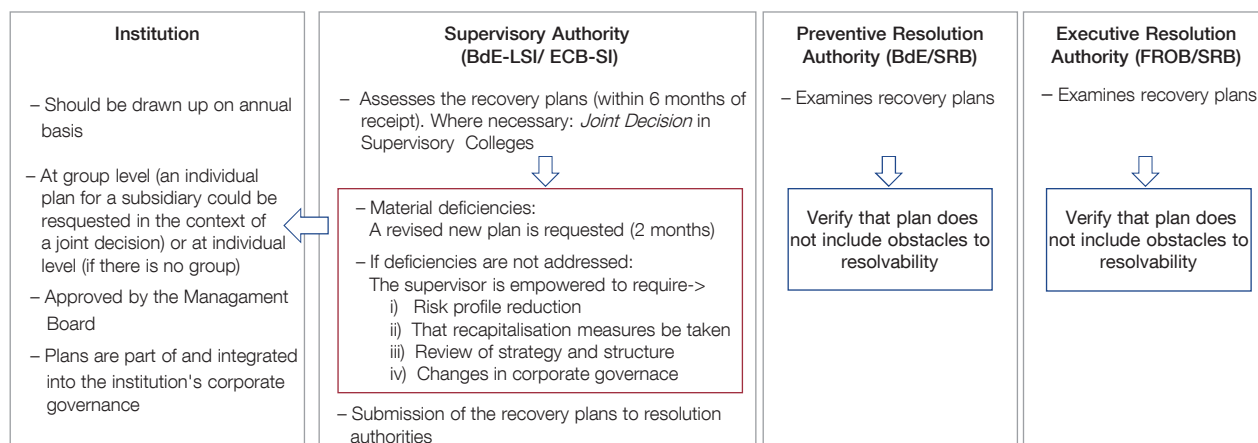 Institution
– Should be drawn up on annual
basis
– At group level (an individual
plan for a subsidiary could be
resquested in the context of
a joint decision) or at individual
level (if there is no group)
– Approved by the Managament
Board
– Plans are part of and integrated
into the institution's corporate
governance
Supervisory Authority
(BdE-LSI/ ECB-SI)
– Assesses the recovery plans (within 6 months of
receipt). Where necessary: Joint Decision in
Supervisory Colleges
– Material deficiencies:
A revised new plan is requested (2 months)
– If deficiencies are not addressed:
The supervisor is empowered to require->
i) Risk profile reduction
ii) That recapitalisation measures be taken
iii) Review of strategy and structure
iv) Changes in corporate governace
– Submission of the recovery plans to resolution
authorities
Preventive Resolution
Authority (BdE/SRB)
– Examines recovery plans
Verify that plan does
not include obstacles to
resolvability
Executive Resolution
Authority (FROB/SRB)
– Examines recovery plans
Verify that plan does
not include obstacles to
resolvability